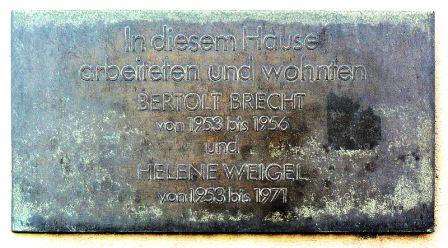 In diesem Hause
arbeiteten und wohnten
BERTOLT BRECHT
von 1953 bis 1956
und
HELENE WEIGEL
von 1953 bis 1971